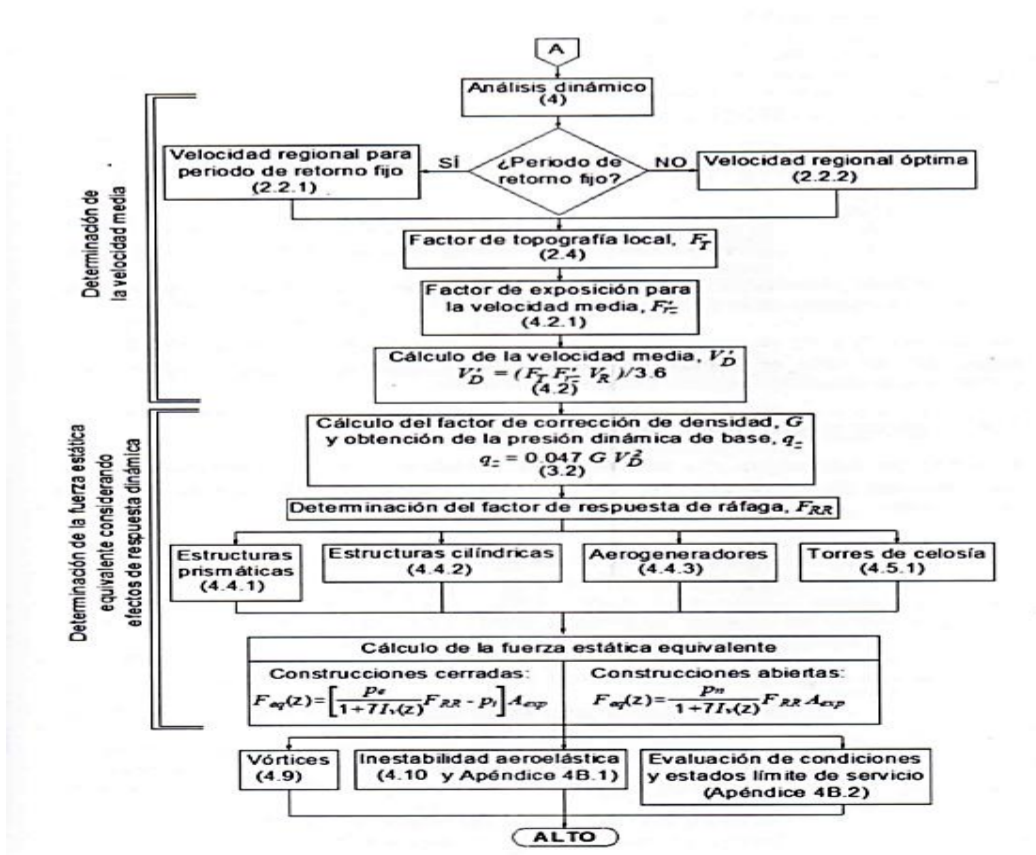 A
Análisis dinámico
(4)
¿Periodo de
retorno fijo?
SÍ
NO
Velocidad regional para
periodo de retorno fijo
(2.2.1)
Velocidad regional óptima
(2.2.2)
Factor de topografía local, F_T
(2.4)
Factor de exposición para
la velocidad media, F'_rz
(4.2.1)
Cálculo de la velocidad media, V'_D
V'_D = (F_T F'_rz V_R)/3.6
(4.2)
Determinación de
la velocidad media
Cálculo del factor de corrección de densidad, G
y obtención de la presión dinámica de base, q_z
q_z = 0.047 G V_D²
(3.2)
Determinación del factor de respuesta de ráfaga, F_RR
Estructuras
prismáticas
(4.4.1)
Estructuras cilíndricas
(4.4.2)
Aerogeneradores
(4.4.3)
Torres de celosía
(4.5.1)
Cálculo de la fuerza estática equivalente
Construcciones cerradas:
F_eq(z)=[p_e/(1+7I_v(z)) F_RR - p_i] A_exp
Construcciones abiertas:
F_eq(z)=p_n/(1+7I_v(z)) F_RR A_exp
Determinación de la fuerza estática
equivalente considerando
efectos de respuesta dinámica
Vórtices
(4.9)
Inestabilidad aeroelástica
(4.10 y Apéndice 4B.1)
Evaluación de condiciones
y estados límite de servicio
(Apéndice 4B.2)
ALTO